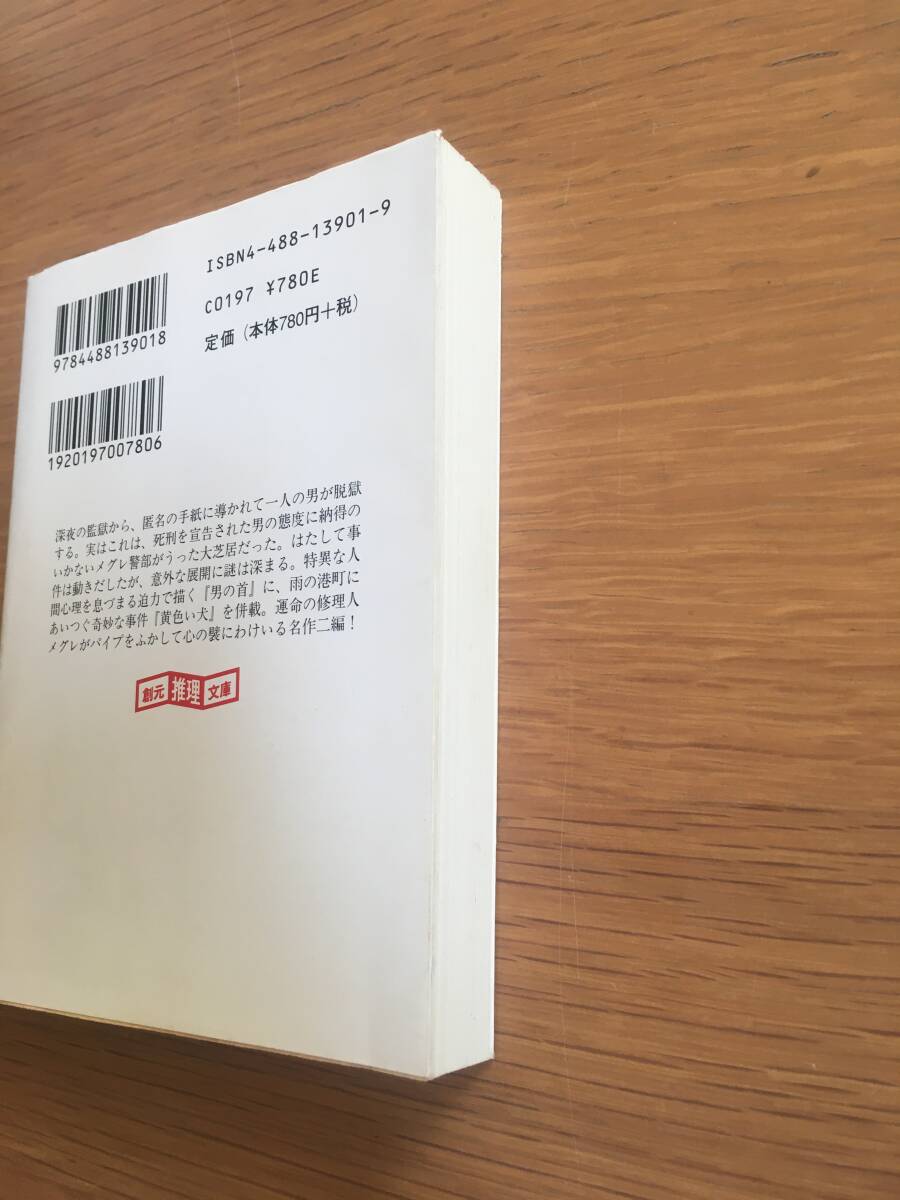 ISBN4-488-13901-9
C0197 ¥780E
定価（本体780円＋税）
9784488139018
1920197007806
深夜の監獄から、匿名の手紙に導かれて一人の男が脱獄
する。実はこれは、死刑を宣告された男の態度に納得の
いかないメグレ警部がうった大芝居だった。はたして事
件は動きだしたが、意外な展開に謎は深まる。特異な人
間心理を息づまる迫力で描く『男の首』に、雨の港町に
あいつぐ奇妙な事件『黄色い犬』を併載。運命の修理人
メグレがパイプをふかして心の襞にわけいる名作二編！
創元推理文庫